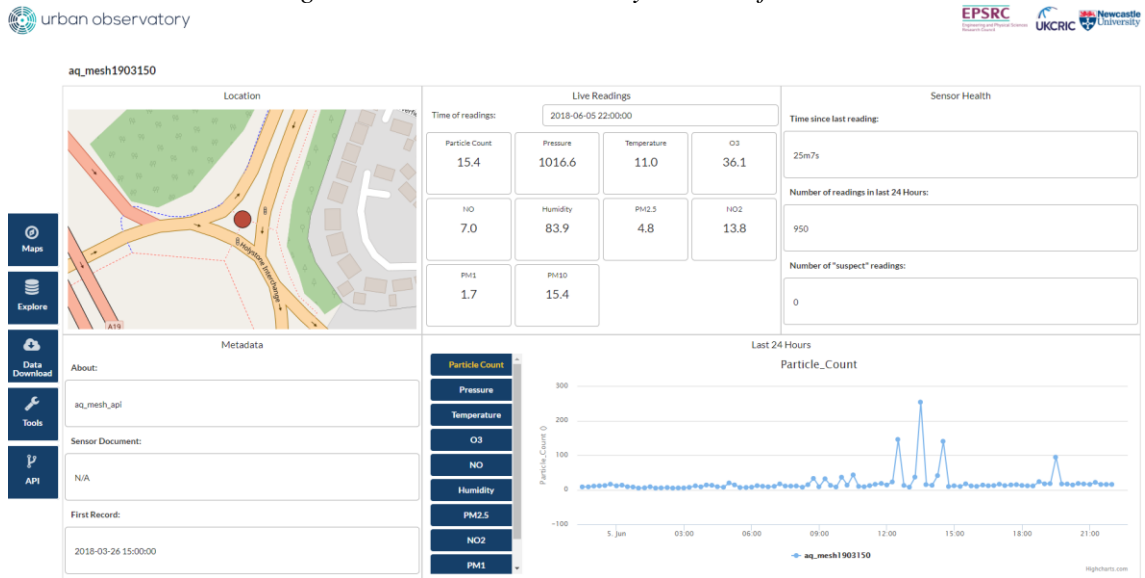 urban observatory
EPSRC
Engineering and Physical Sciences
Research Council
UKCRIC
Newcastle
University
aq_mesh1903150
Location
Holystone Interchange
A19
Live Readings
Time of readings:
2018-06-05 22:00:00
Particle Count
15.4
Pressure
1016.6
Temperature
11.0
O3
36.1
NO
7.0
Humidity
83.9
PM2.5
4.8
NO2
13.8
PM1
1.7
PM10
15.4
Sensor Health
Time since last reading:
25m7s
Number of readings in last 24 Hours:
950
Number of "suspect" readings:
0
Maps
Explore
Data
Download
Tools
API
Metadata
About:
aq_mesh_api
Sensor Document:
N/A
First Record:
2018-03-26 15:00:00
Last 24 Hours
Particle Count
Pressure
Temperature
O3
NO
Humidity
PM2.5
NO2
PM1
Particle_Count
Particle_Count ()
300
200
100
0
-100
5. Jun
03:00
06:00
09:00
12:00
15:00
18:00
21:00
aq_mesh1903150
Highcharts.com